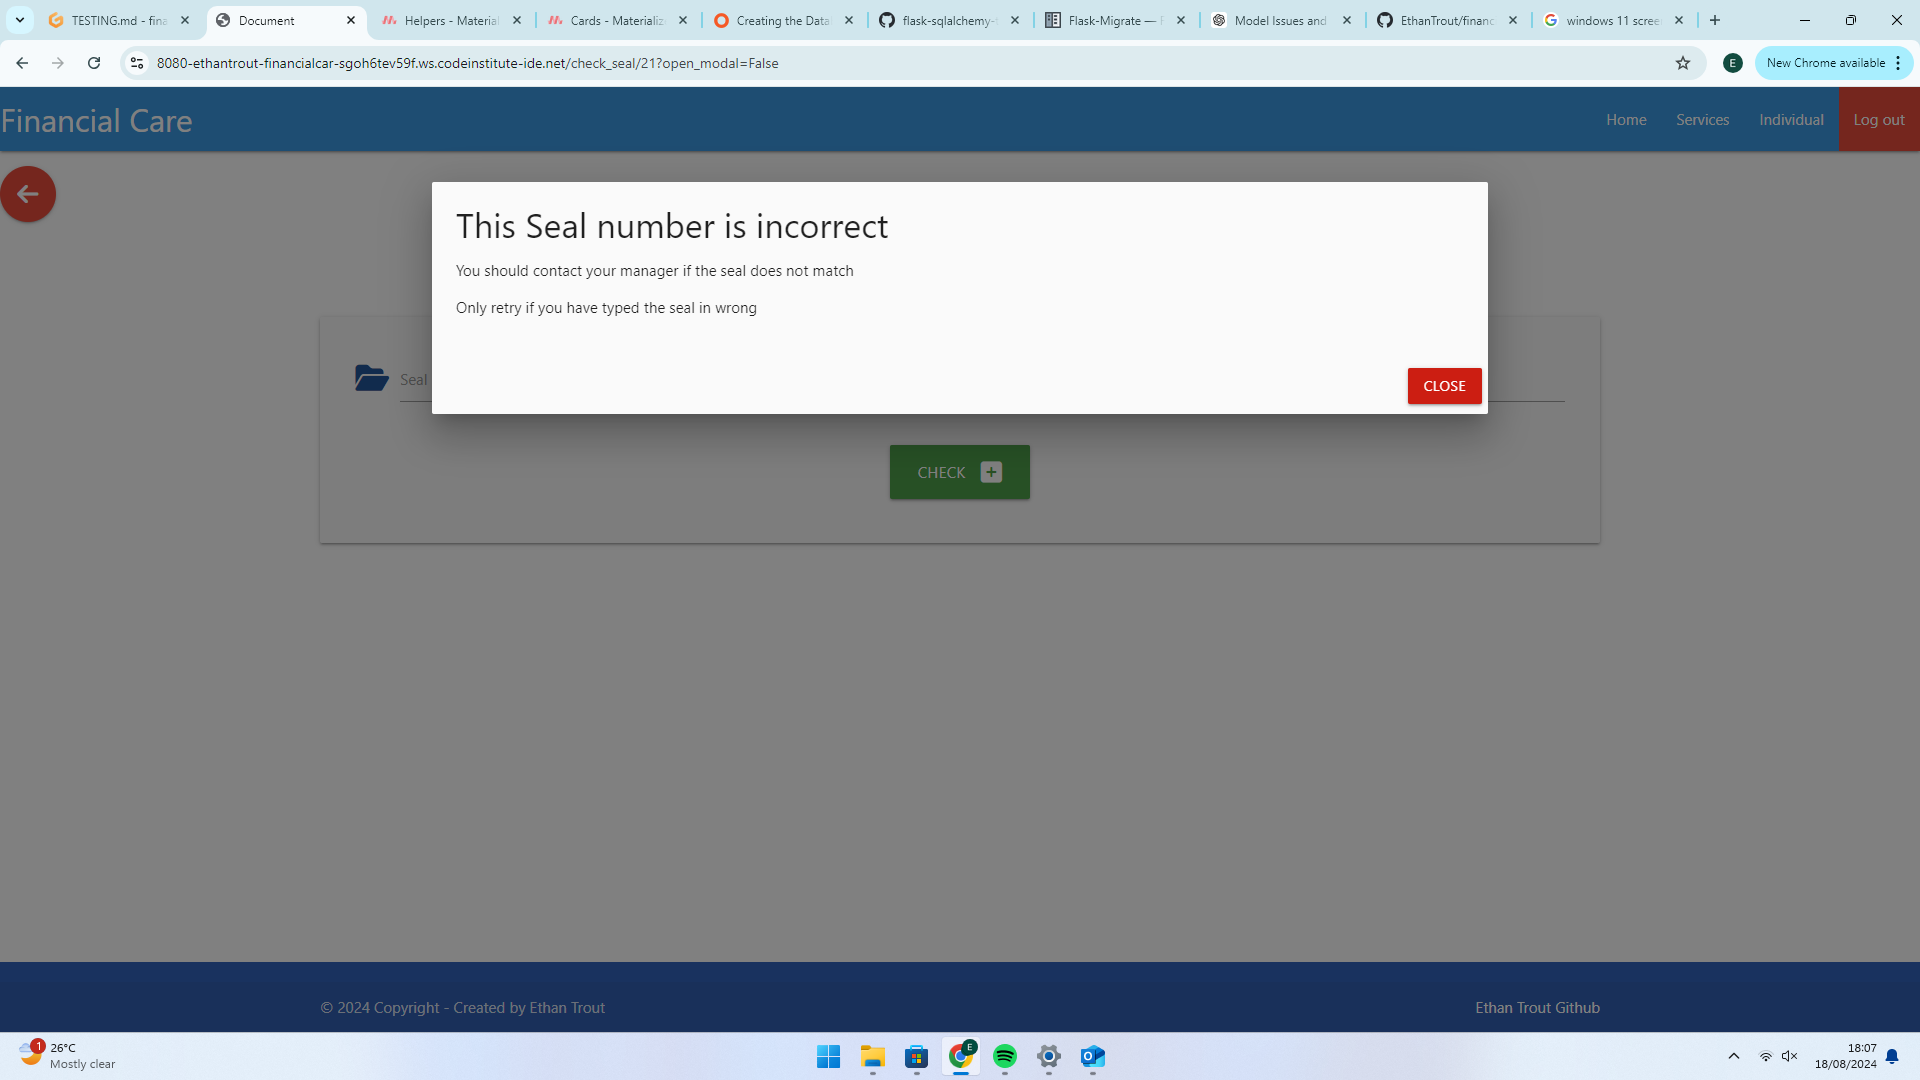 TESTING.md - fina
Document
Helpers - Material
Cards - Materializ
Creating the Data
flask-sqlalchemy-
Flask-Migrate —
Model Issues and
EthanTrout/financ
windows 11 scree
8080-ethantrout-financialcar-sgoh6tev59f.ws.codeinstitute-ide.net/check_seal/21?open_modal=False
E
New Chrome available
Financial Care
Home
Services
Individual
Log out
This Seal number is incorrect
You should contact your manager if the seal does not match
Only retry if you have typed the seal in wrong
CLOSE
Seal
CHECK
© 2024 Copyright - Created by Ethan Trout
Ethan Trout Github
1
26°C
Mostly clear
E
18:07
18/08/2024